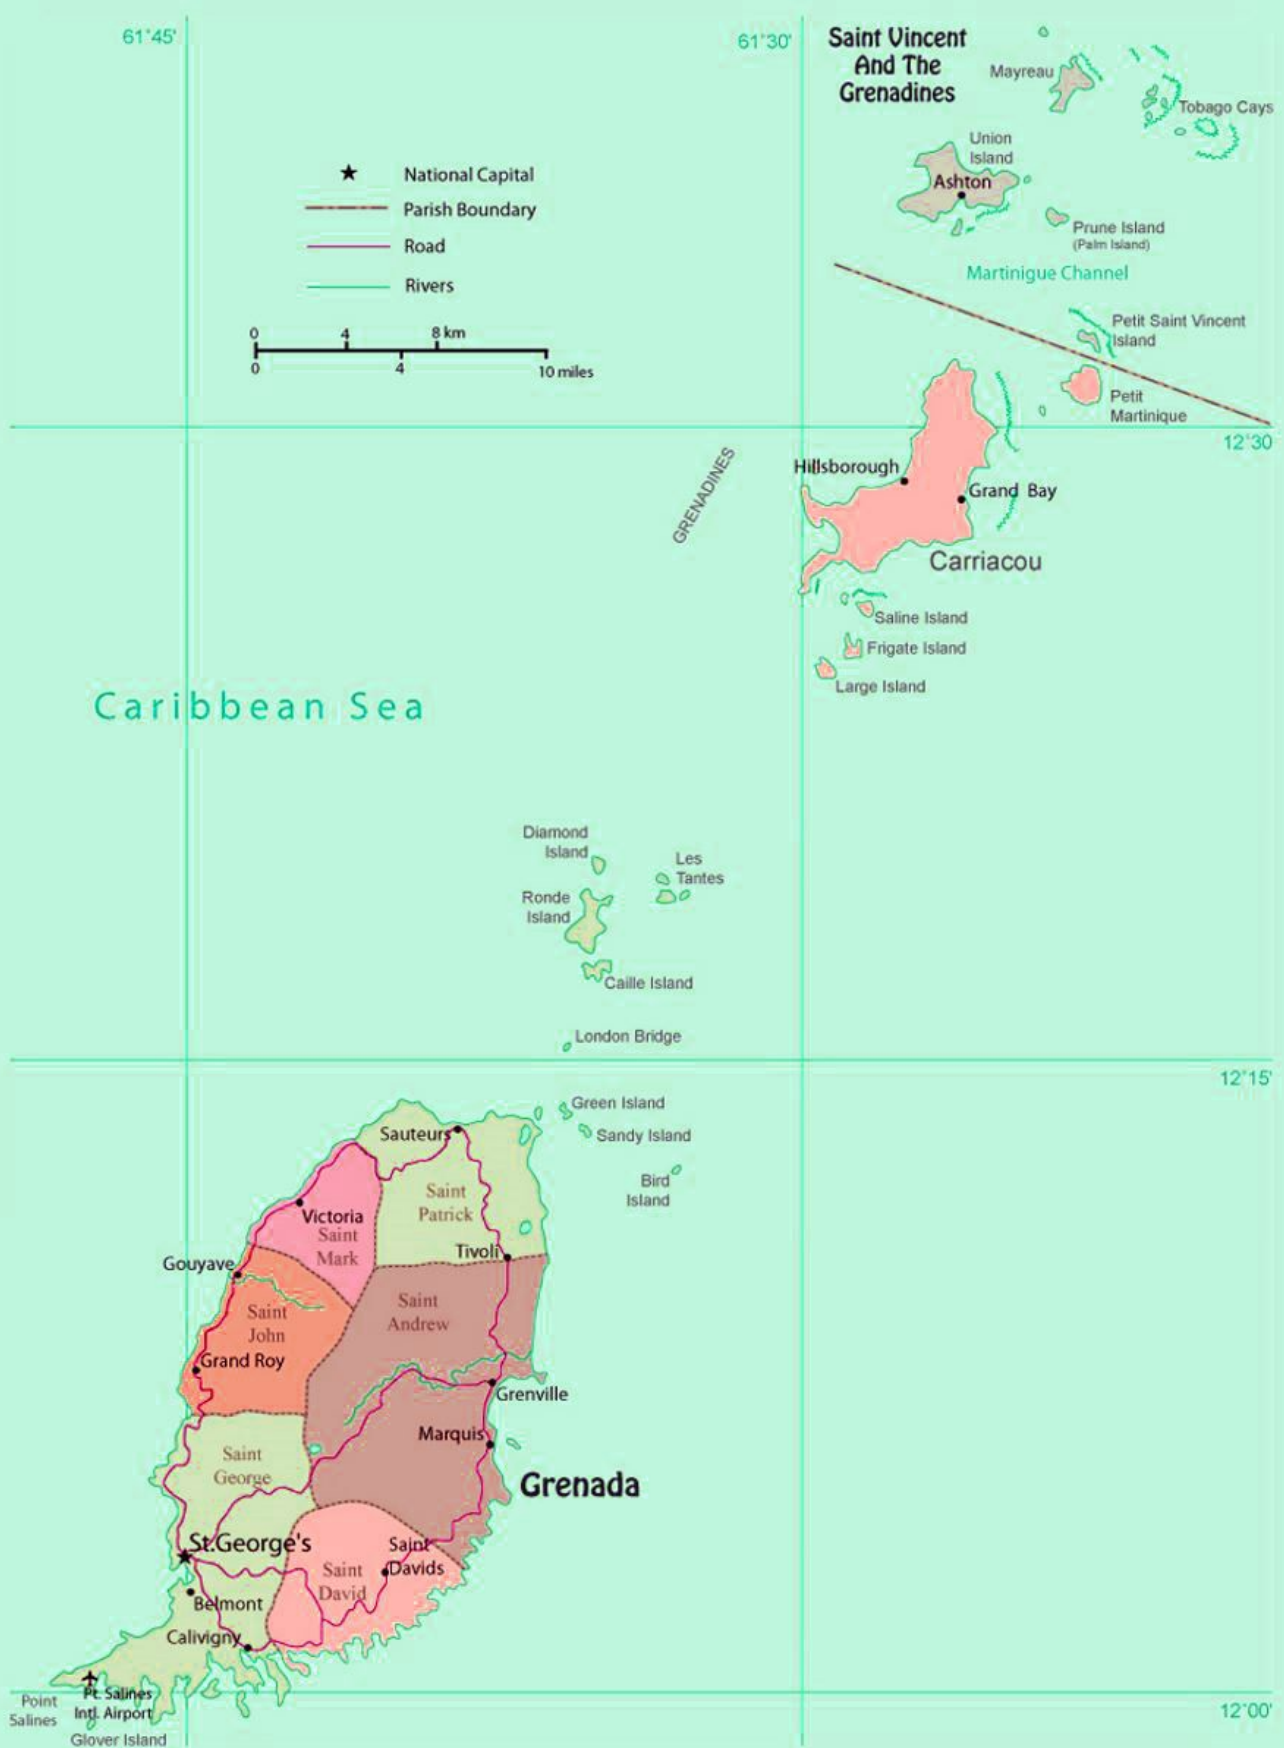 61°45'
61°30'
Saint Vincent
And The
Grenadines
Mayreau
Tobago Cays
Union
Island
Ashton
Prune Island
(Palm Island)
Martinigue Channel
National Capital
Parish Boundary
Road
Rivers
0 4 8 km
0 4 10 miles
Petit Saint Vincent
Island
Petit
Martinique
12°30
Hillsborough
Grand Bay
GRENADINES
Carriacou
Saline Island
Frigate Island
Large Island
Caribbean Sea
Diamond
Island
Les
Tantes
Ronde
Island
Caille Island
London Bridge
12°15'
Green Island
Sandy Island
Bird
Island
Sauteurs
Saint
Patrick
Victoria
Saint
Mark
Tivoli
Gouyave
Saint
John
Saint
Andrew
Grand Roy
Grenville
Marquis
Saint
George
Grenada
St.George's
Saint
Davids
Saint
David
Belmont
Calivigny
Pt. Salines
Intl. Airport
Point
Salines
Glover Island
12°00'